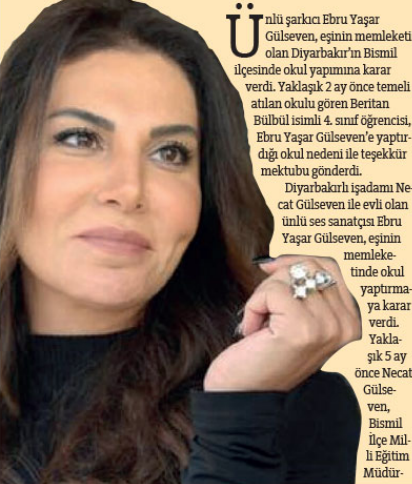 Ünlü şarkıcı Ebru Yaşar
Gülseven, eşinin memleketi
olan Diyarbakır’ın Bismil
ilçesinde okul yapımına karar
verdi. Yaklaşık 2 ay önce temeli
atılan okulu gören Beritan
Bülbül isimli 4. sınıf öğrencisi,
Ebru Yaşar Gülseven’e yaptır-
dığı okul nedeni ile teşekkür
mektubu gönderdi.
Diyarbakırlı işadamı Ne-
cat Gülseven ile evli olan
ünlü ses sanatçısı Ebru
Yaşar Gülseven, eşinin
memleke-
tinde okul
yaptırma-
ya karar
verdi.
Yakla-
şık 5 ay
önce Necat
Gülse-
ven,
Bismil
İlçe Mil-
li Eğitim
Müdür-